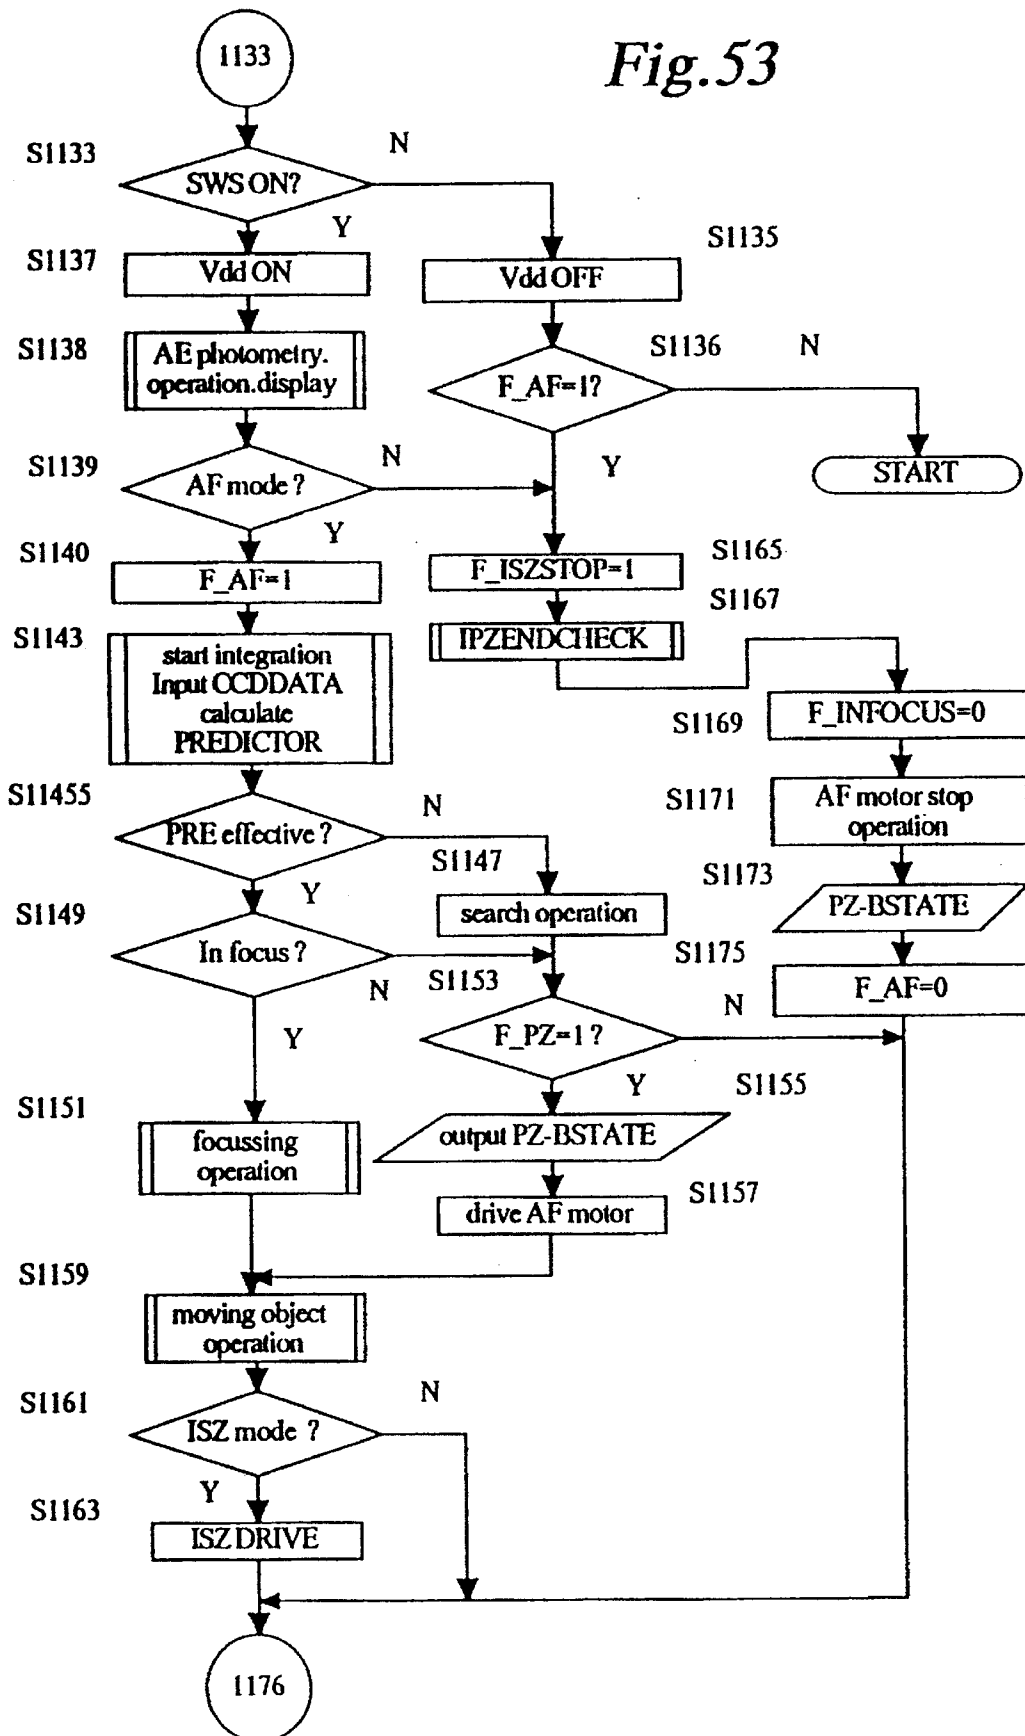 1133
Fig.53
S1133
SWS ON?
N
Y
S1137
Vdd ON
S1135
Vdd OFF
S1138
AE photometry.
operation.display
S1136
F_AF=1?
N
Y
START
S1139
AF mode ?
N
Y
S1140
F_AF=1
S1165
F_ISZSTOP=1
S1167
IPZENDCHECK
S1143
start integration
Input CCDDATA
calculate
PREDICTOR
S1169
F_INFOCUS=0
S1171
AF motor stop
operation
S11455
PRE effective ?
N
Y
S1147
search operation
S1173
PZ-BSTATE
S1149
In focus ?
N
Y
S1175
F_AF=0
S1153
F_PZ=1 ?
N
Y
S1155
output PZ-BSTATE
S1151
focussing
operation
S1157
drive AF motor
S1159
moving object
operation
S1161
ISZ mode ?
N
Y
S1163
ISZ DRIVE
1176